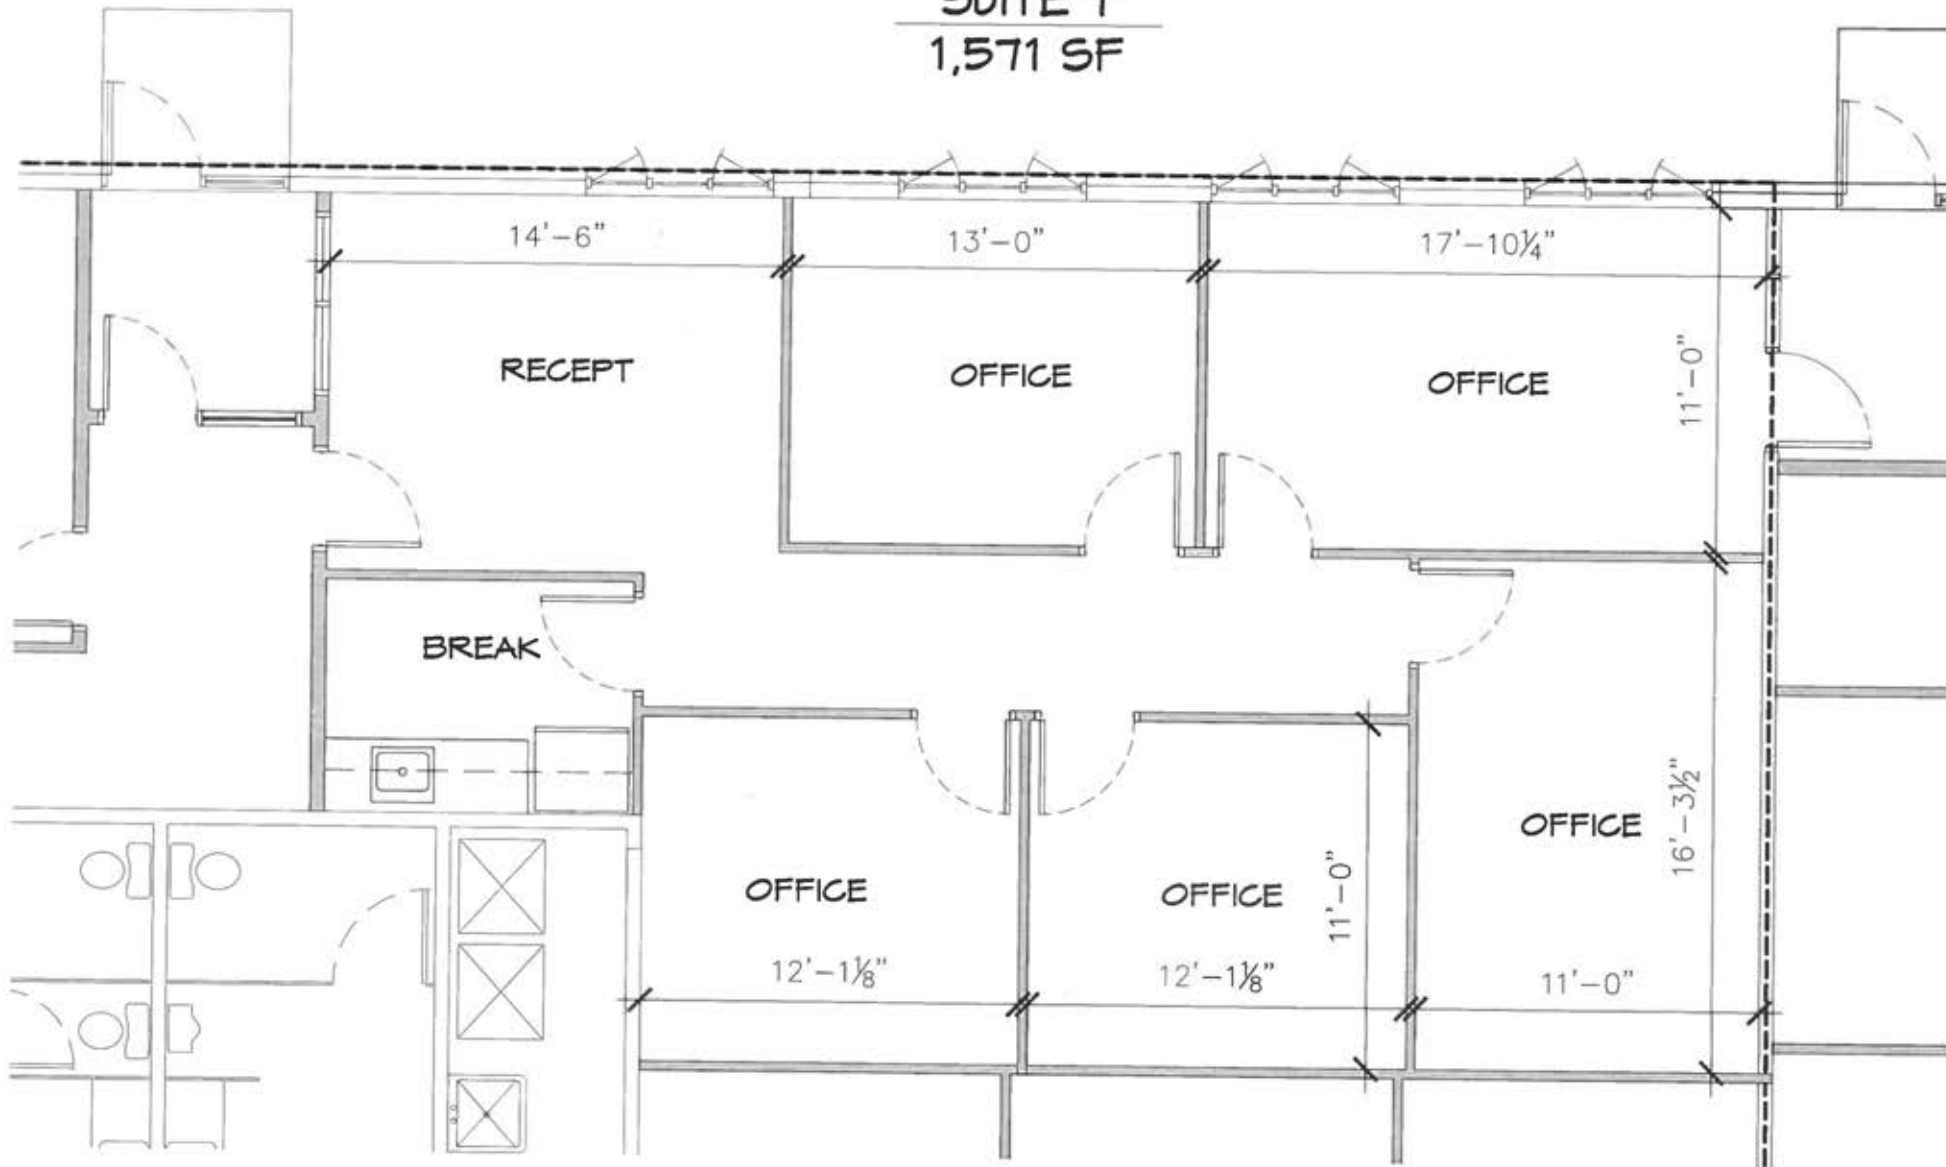 1,571 SF
14'-6"
13'-0"
17'-10¼"
RECEPT
OFFICE
OFFICE
11'-0"
BREAK
OFFICE
16'-3½"
OFFICE
OFFICE
11'-0"
12'-1⅛"
12'-1⅛"
11'-0"